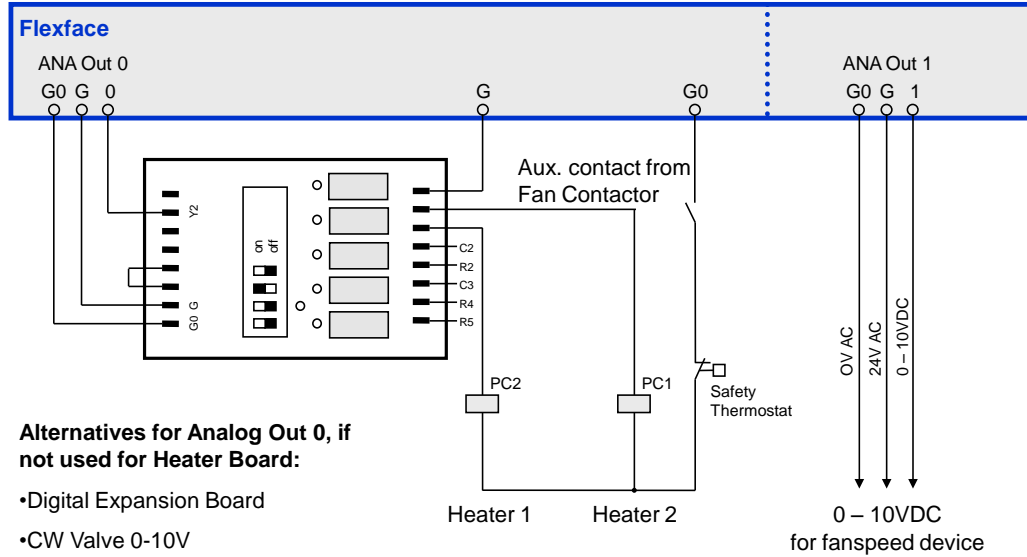 Flexface
ANA Out 0
G0 G 0
G
G0
ANA Out 1
G0 G 1
Aux. contact from
Fan Contactor
Y2
on
off
G
G0
C2
R2
C3
R4
R5
PC2
PC1
Safety
Thermostat
OV AC
24V AC
0 – 10VDC
Alternatives for Analog Out 0, if
not used for Heater Board:
•Digital Expansion Board
•CW Valve 0-10V
Heater 1
Heater 2
0 – 10VDC
for fanspeed device